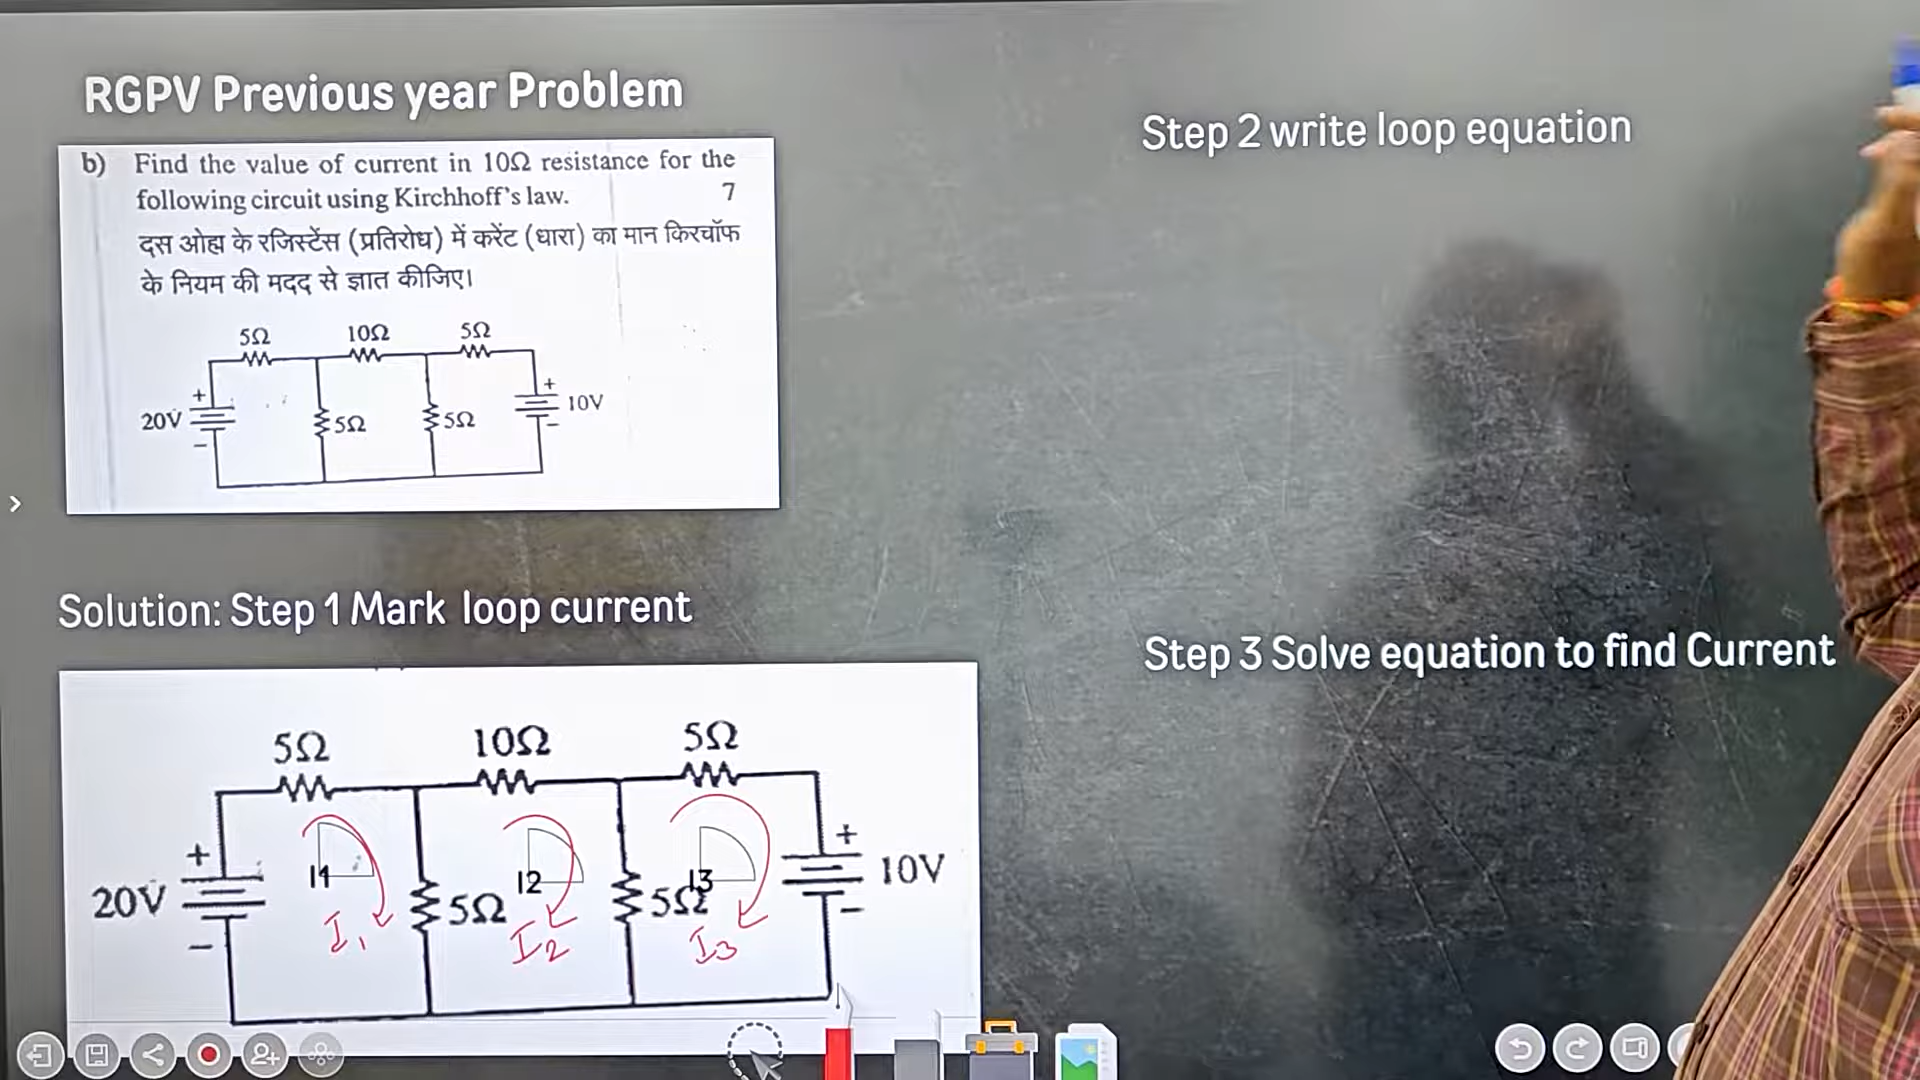 RGPV Previous year Problem
b) Find the value of current in 10Ω resistance for the
following circuit using Kirchhoff's law. 7
दस ओह्म के रजिस्टेंस (प्रतिरोध) में करेंट (धारा) का मान किरचॉफ
के नियम की मदद से ज्ञात कीजिए।
5Ω 10Ω 5Ω
+ +
20V 5Ω 5Ω 10V
- -
Solution: Step 1 Mark loop current
5Ω 10Ω 5Ω
+ +
20V I1 5Ω I2 5Ω I3 10V
- -
I1 I2 I3
Step 2 write loop equation
Step 3 Solve equation to find Current